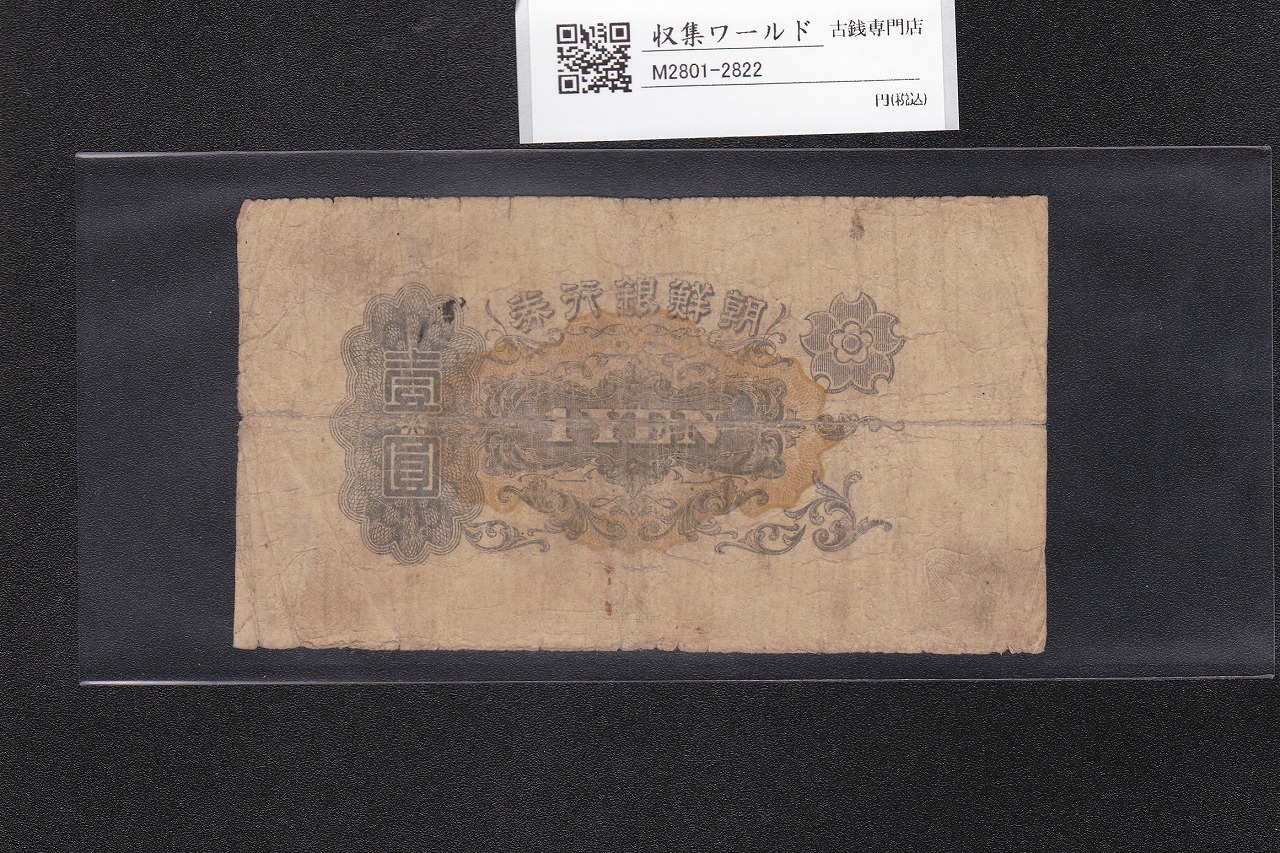 収集ワールド 古銭専門店
M2801-2822
円(税込)
券行銀鮮朝
壹圓
1 YEN